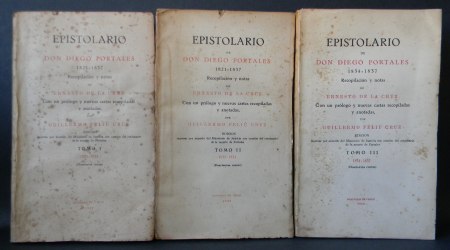 EPISTOLARIO
DE
DON DIEGO PORTALES
1821-1837
Recopilación y notas
DE
ERNESTO DE LA CRUZ
Con un prólogo y nuevas cartas recopiladas
y anotadas,
POR
GUILLERMO FELIÚ CRUZ
TOMO I
EPISTOLARIO
DE
DON DIEGO PORTALES
1821-1837
Recopilación y notas
DE
ERNESTO DE LA CRUZ
Con un prólogo y nuevas cartas recopiladas
y anotadas,
POR
GUILLERMO FELIÚ CRUZ
EDICION
TOMO II
EPISTOLARIO
DE
DON DIEGO PORTALES
1834-1837
Recopilación y notas
DE
ERNESTO DE LA CRUZ
Con un prólogo y nuevas cartas recopiladas
y anotadas,
POR
GUILLERMO FELIU CRUZ
EDICION
TOMO III